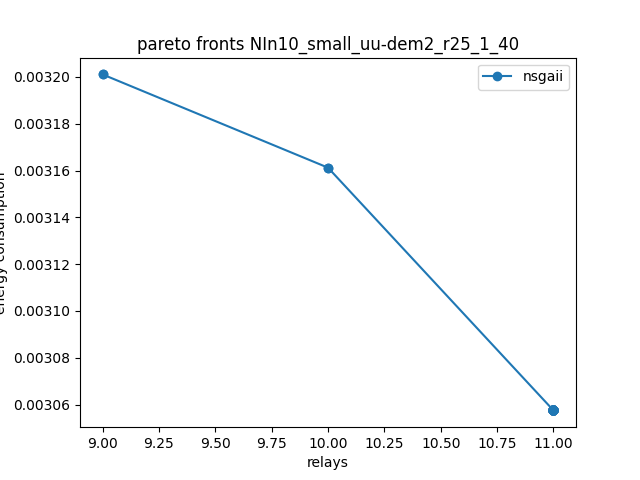 pareto fronts NIn10_small_uu-dem2_r25_1_40
nsgaii
0.00320
0.00318
0.00316
0.00314
0.00312
0.00310
0.00308
0.00306
energy consumption
9.00 9.25 9.50 9.75 10.00 10.25 10.50 10.75 11.00
relays